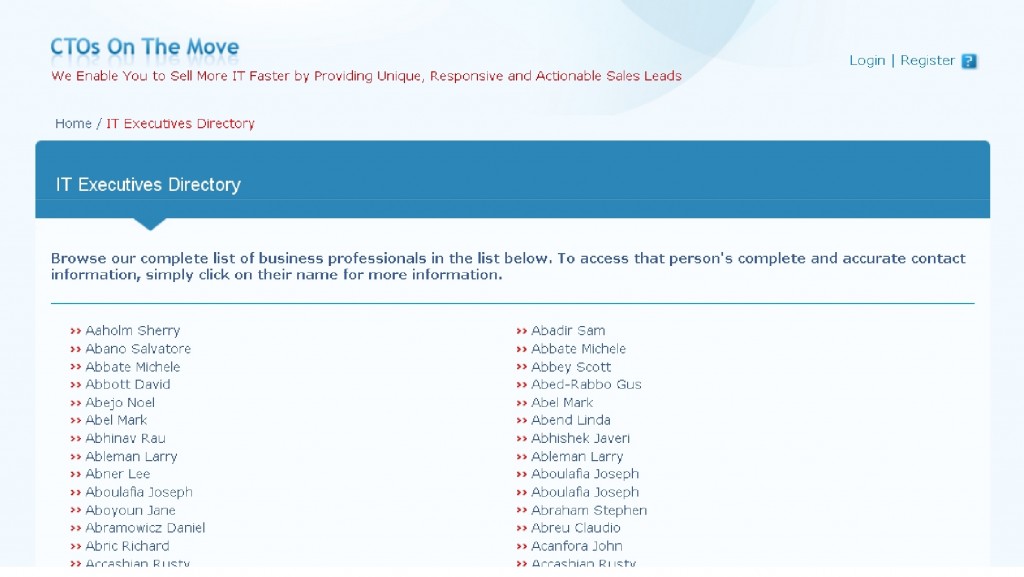 CTOs On The Move
We Enable You to Sell More IT Faster by Providing Unique, Responsive and Actionable Sales Leads
Login | Register ?
Home / IT Executives Directory
IT Executives Directory
Browse our complete list of business professionals in the list below. To access that person's complete and accurate contact
information, simply click on their name for more information.
>> Aaholm Sherry
>> Abadir Sam
>> Abano Salvatore
>> Abbate Michele
>> Abbate Michele
>> Abbey Scott
>> Abbott David
>> Abed-Rabbo Gus
>> Abejo Noel
>> Abel Mark
>> Abel Mark
>> Abend Linda
>> Abhinav Rau
>> Abhishek Javeri
>> Ableman Larry
>> Ableman Larry
>> Abner Lee
>> Aboulafia Joseph
>> Aboulafia Joseph
>> Aboulafia Joseph
>> Aboyoun Jane
>> Abraham Stephen
>> Abramowicz Daniel
>> Abreu Claudio
>> Abric Richard
>> Acanfora John
>> Accashian Rusty
>> Accashian Rusty